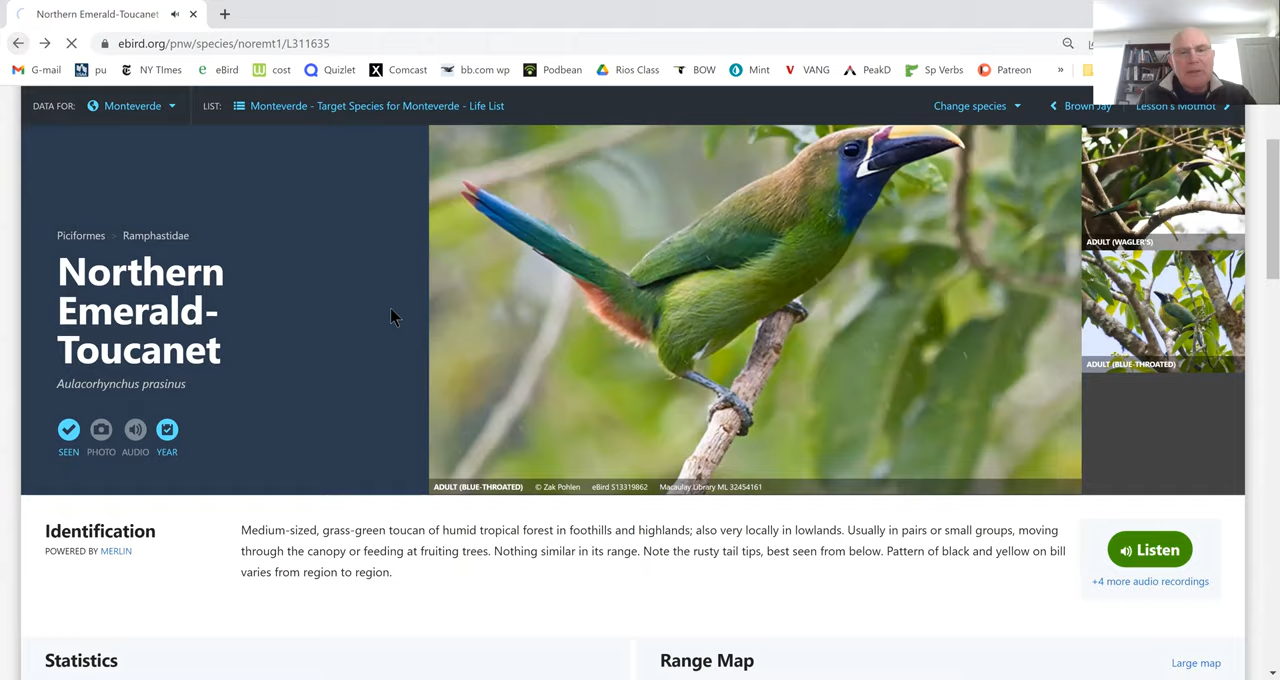 Northern Emerald-Toucanet
ebird.org/pnw/species/noremt1/L311635
G-mail
pu
NY TImes
eBird
cost
Quizlet
Comcast
bb.com wp
Podbean
Rios Class
BOW
Mint
VANG
PeakD
Sp Verbs
Patreon
»
DATA FOR: Monteverde
LIST: Monteverde - Target Species for Monteverde - Life List
Change species
Brown Jay
Lesson's Motmot
Piciformes > Ramphastidae
Northern
Emerald-
Toucanet
Aulacorhynchus prasinus
SEEN PHOTO AUDIO YEAR
ADULT (WAGLER'S)
ADULT (BLUE-THROATED)
ADULT (BLUE-THROATED) © Zak Pohlen eBird S13319862 Macaulay Library ML 32454161
Identification
POWERED BY MERLIN
Medium-sized, grass-green toucan of humid tropical forest in foothills and highlands; also very locally in lowlands. Usually in pairs or small groups, moving
through the canopy or feeding at fruiting trees. Nothing similar in its range. Note the rusty tail tips, best seen from below. Pattern of black and yellow on bill
varies from region to region.
Listen
+4 more audio recordings
Statistics
Range Map
Large map